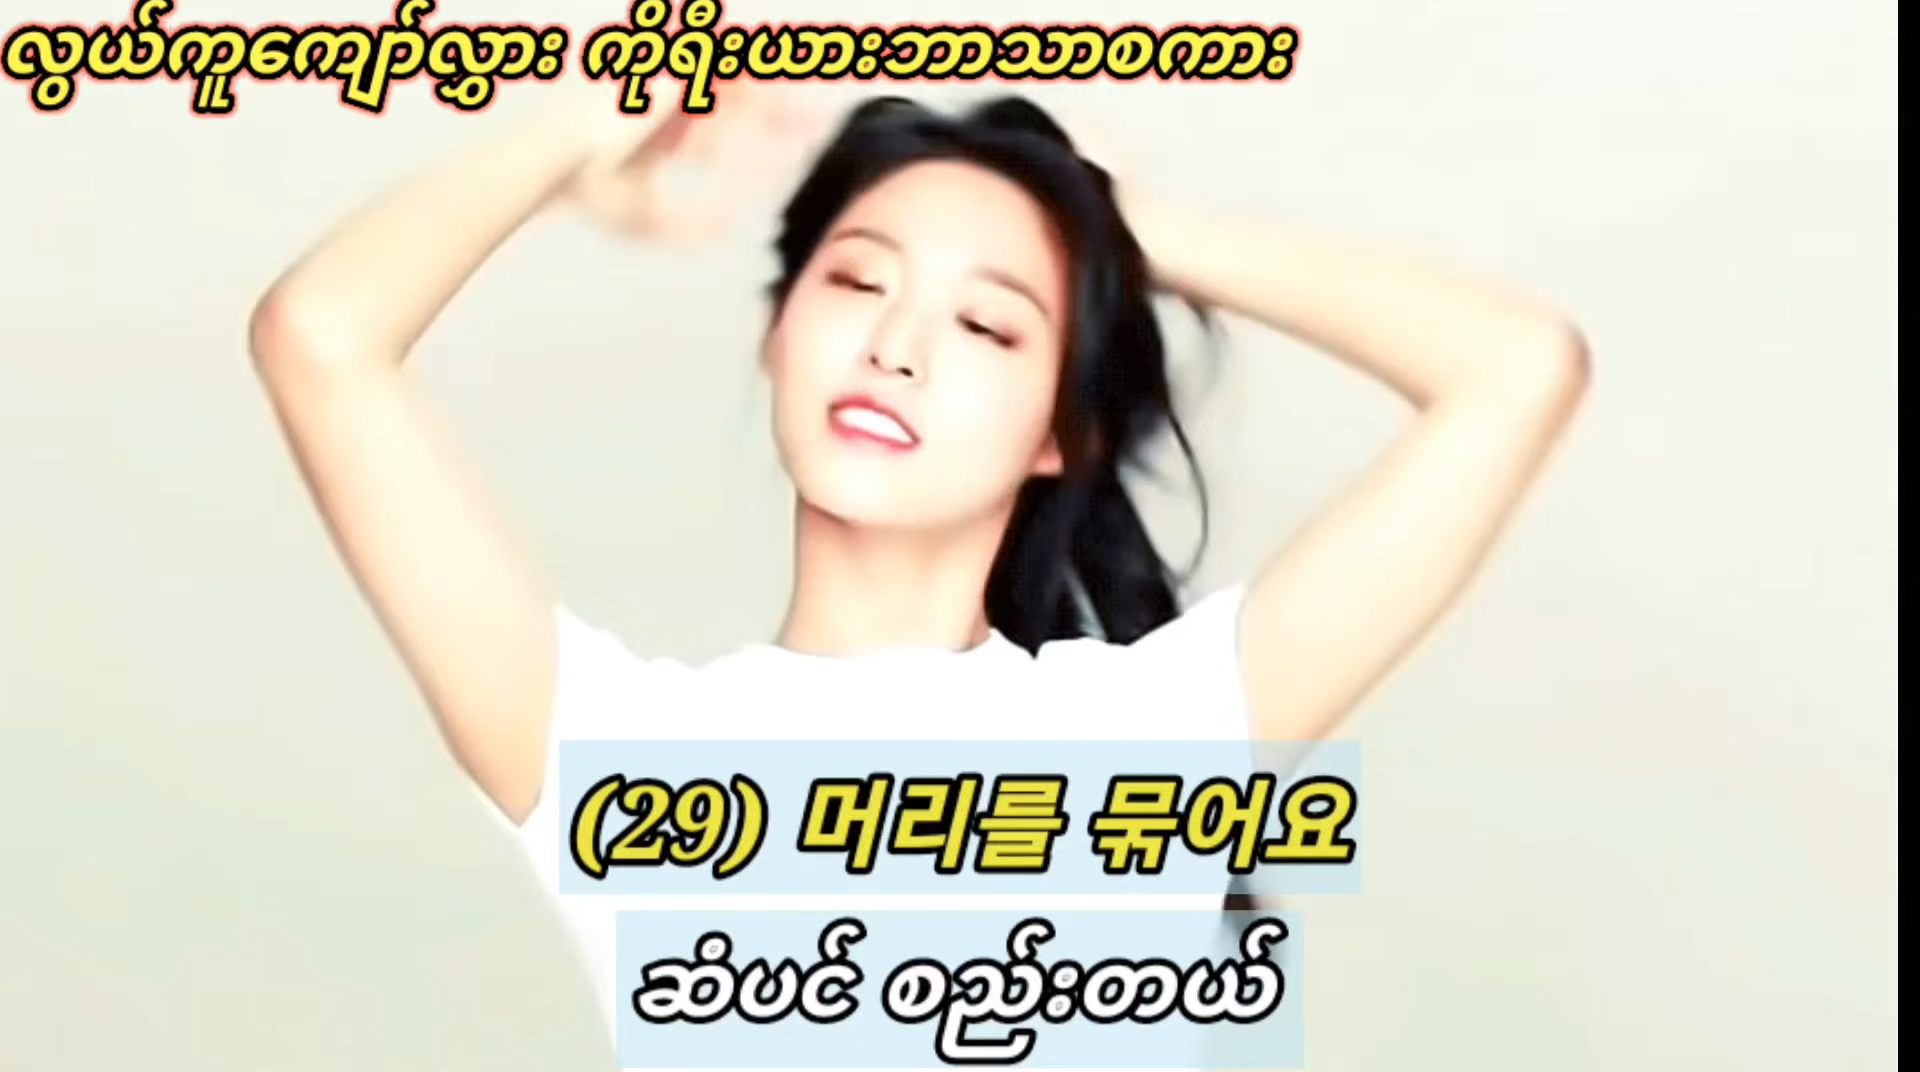 လွယ်ကူကျော်လွှား ကိုရီးယားဘာသာစကား
(29) 머리를 묶어요
ဆံပင် စည်းတယ်